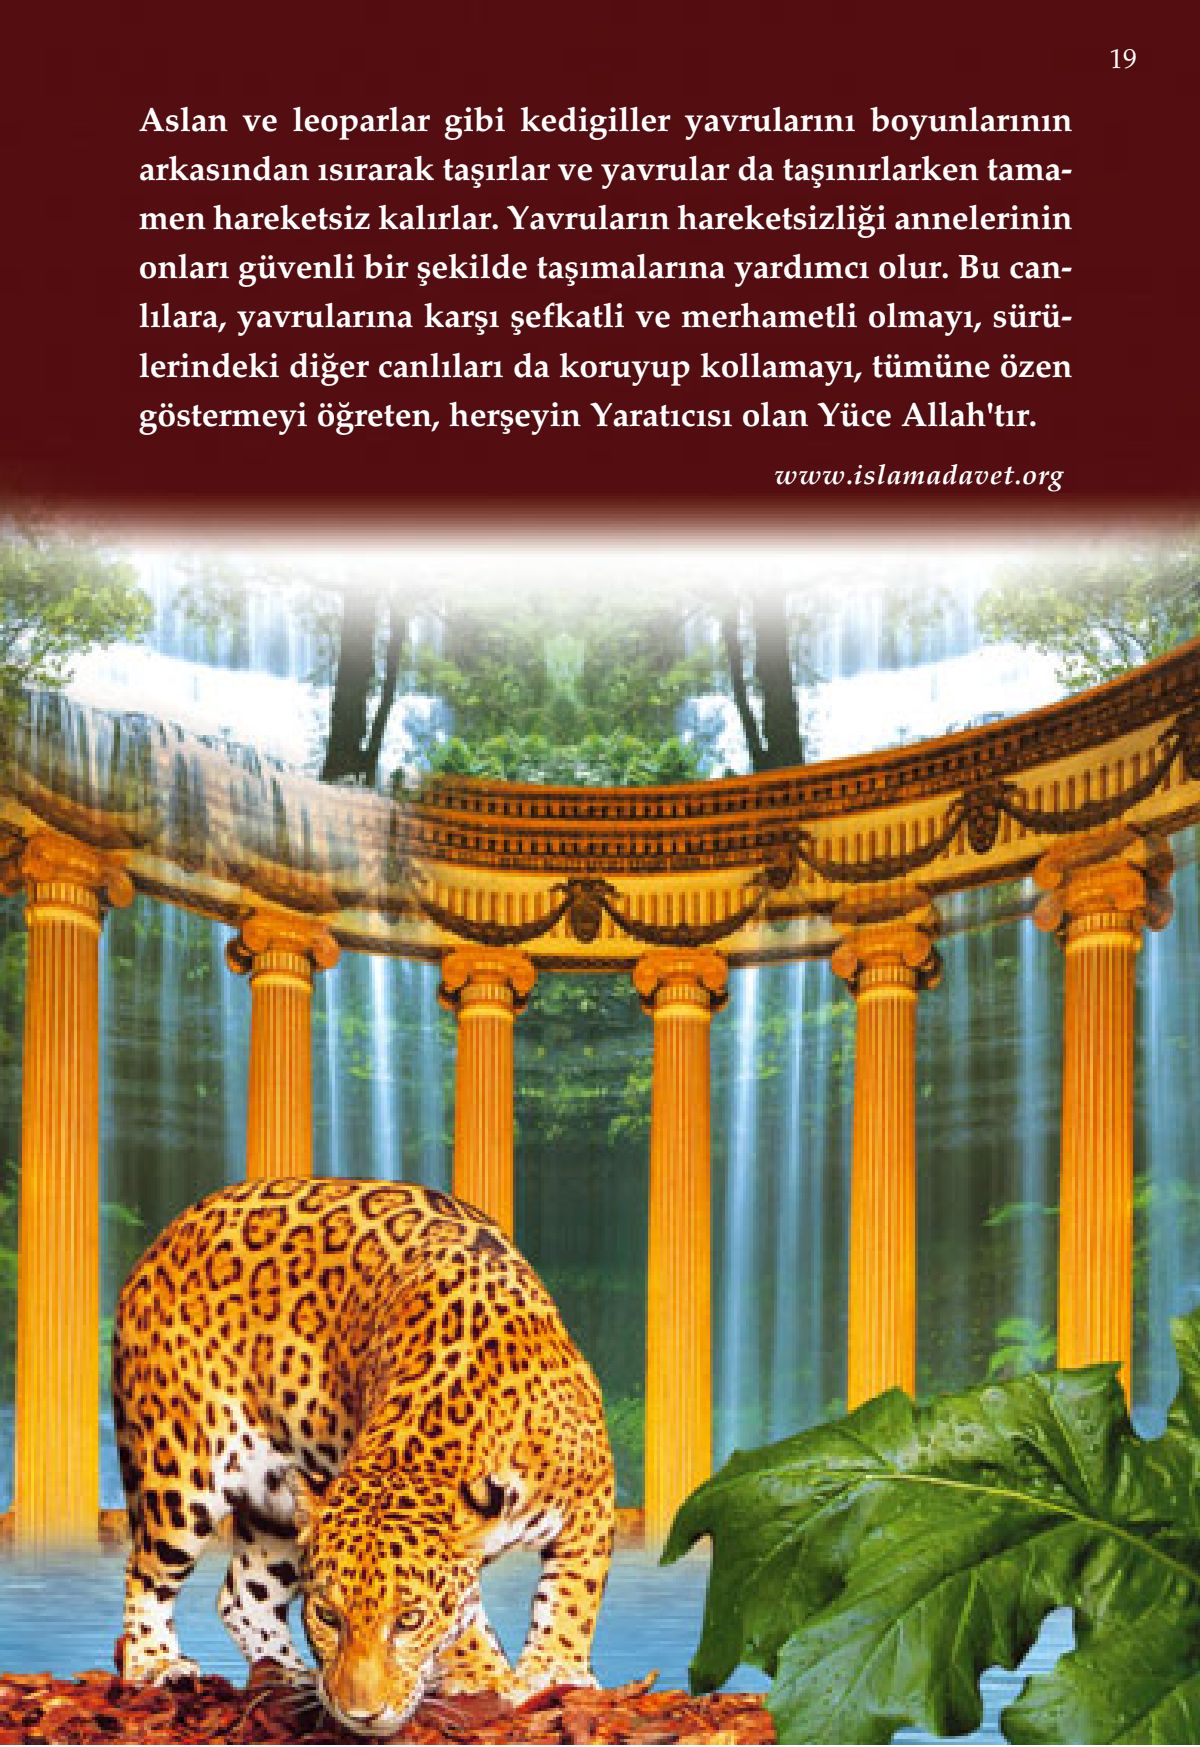 19
Aslan ve leoparlar gibi kedigiller yavrularını boyunlarının
arkasından ısırarak taşırlar ve yavrular da taşınırlarken tama-
men hareketsiz kalırlar. Yavruların hareketsizliği annelerinin
onları güvenli bir şekilde taşımalarına yardımcı olur. Bu can-
lılara, yavrularına karşı şefkatli ve merhametli olmayı, sürü-
lerindeki diğer canlıları da koruyup kollamayı, tümüne özen
göstermeyi öğreten, herşeyin Yaratıcısı olan Yüce Allah'tır.
www.islamadavet.org